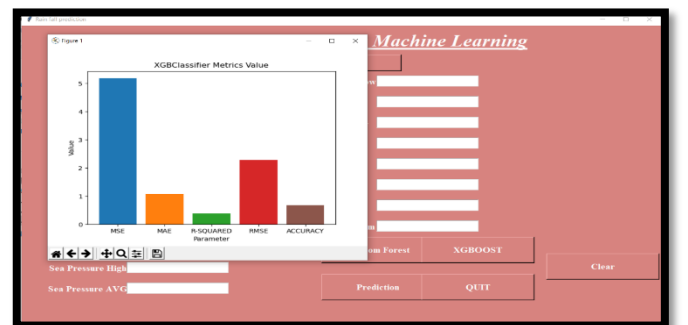 Rain fall prediction
Machine Learning
Figure 1
XGBClassifier Metrics Value
Value
5
4
3
2
1
0
MSE MAE R-SQUARED RMSE ACCURACY
Parameter
Forest
XGBOOST
Sea Pressure High
Clear
Sea Pressure AVG
Prediction
QUIT